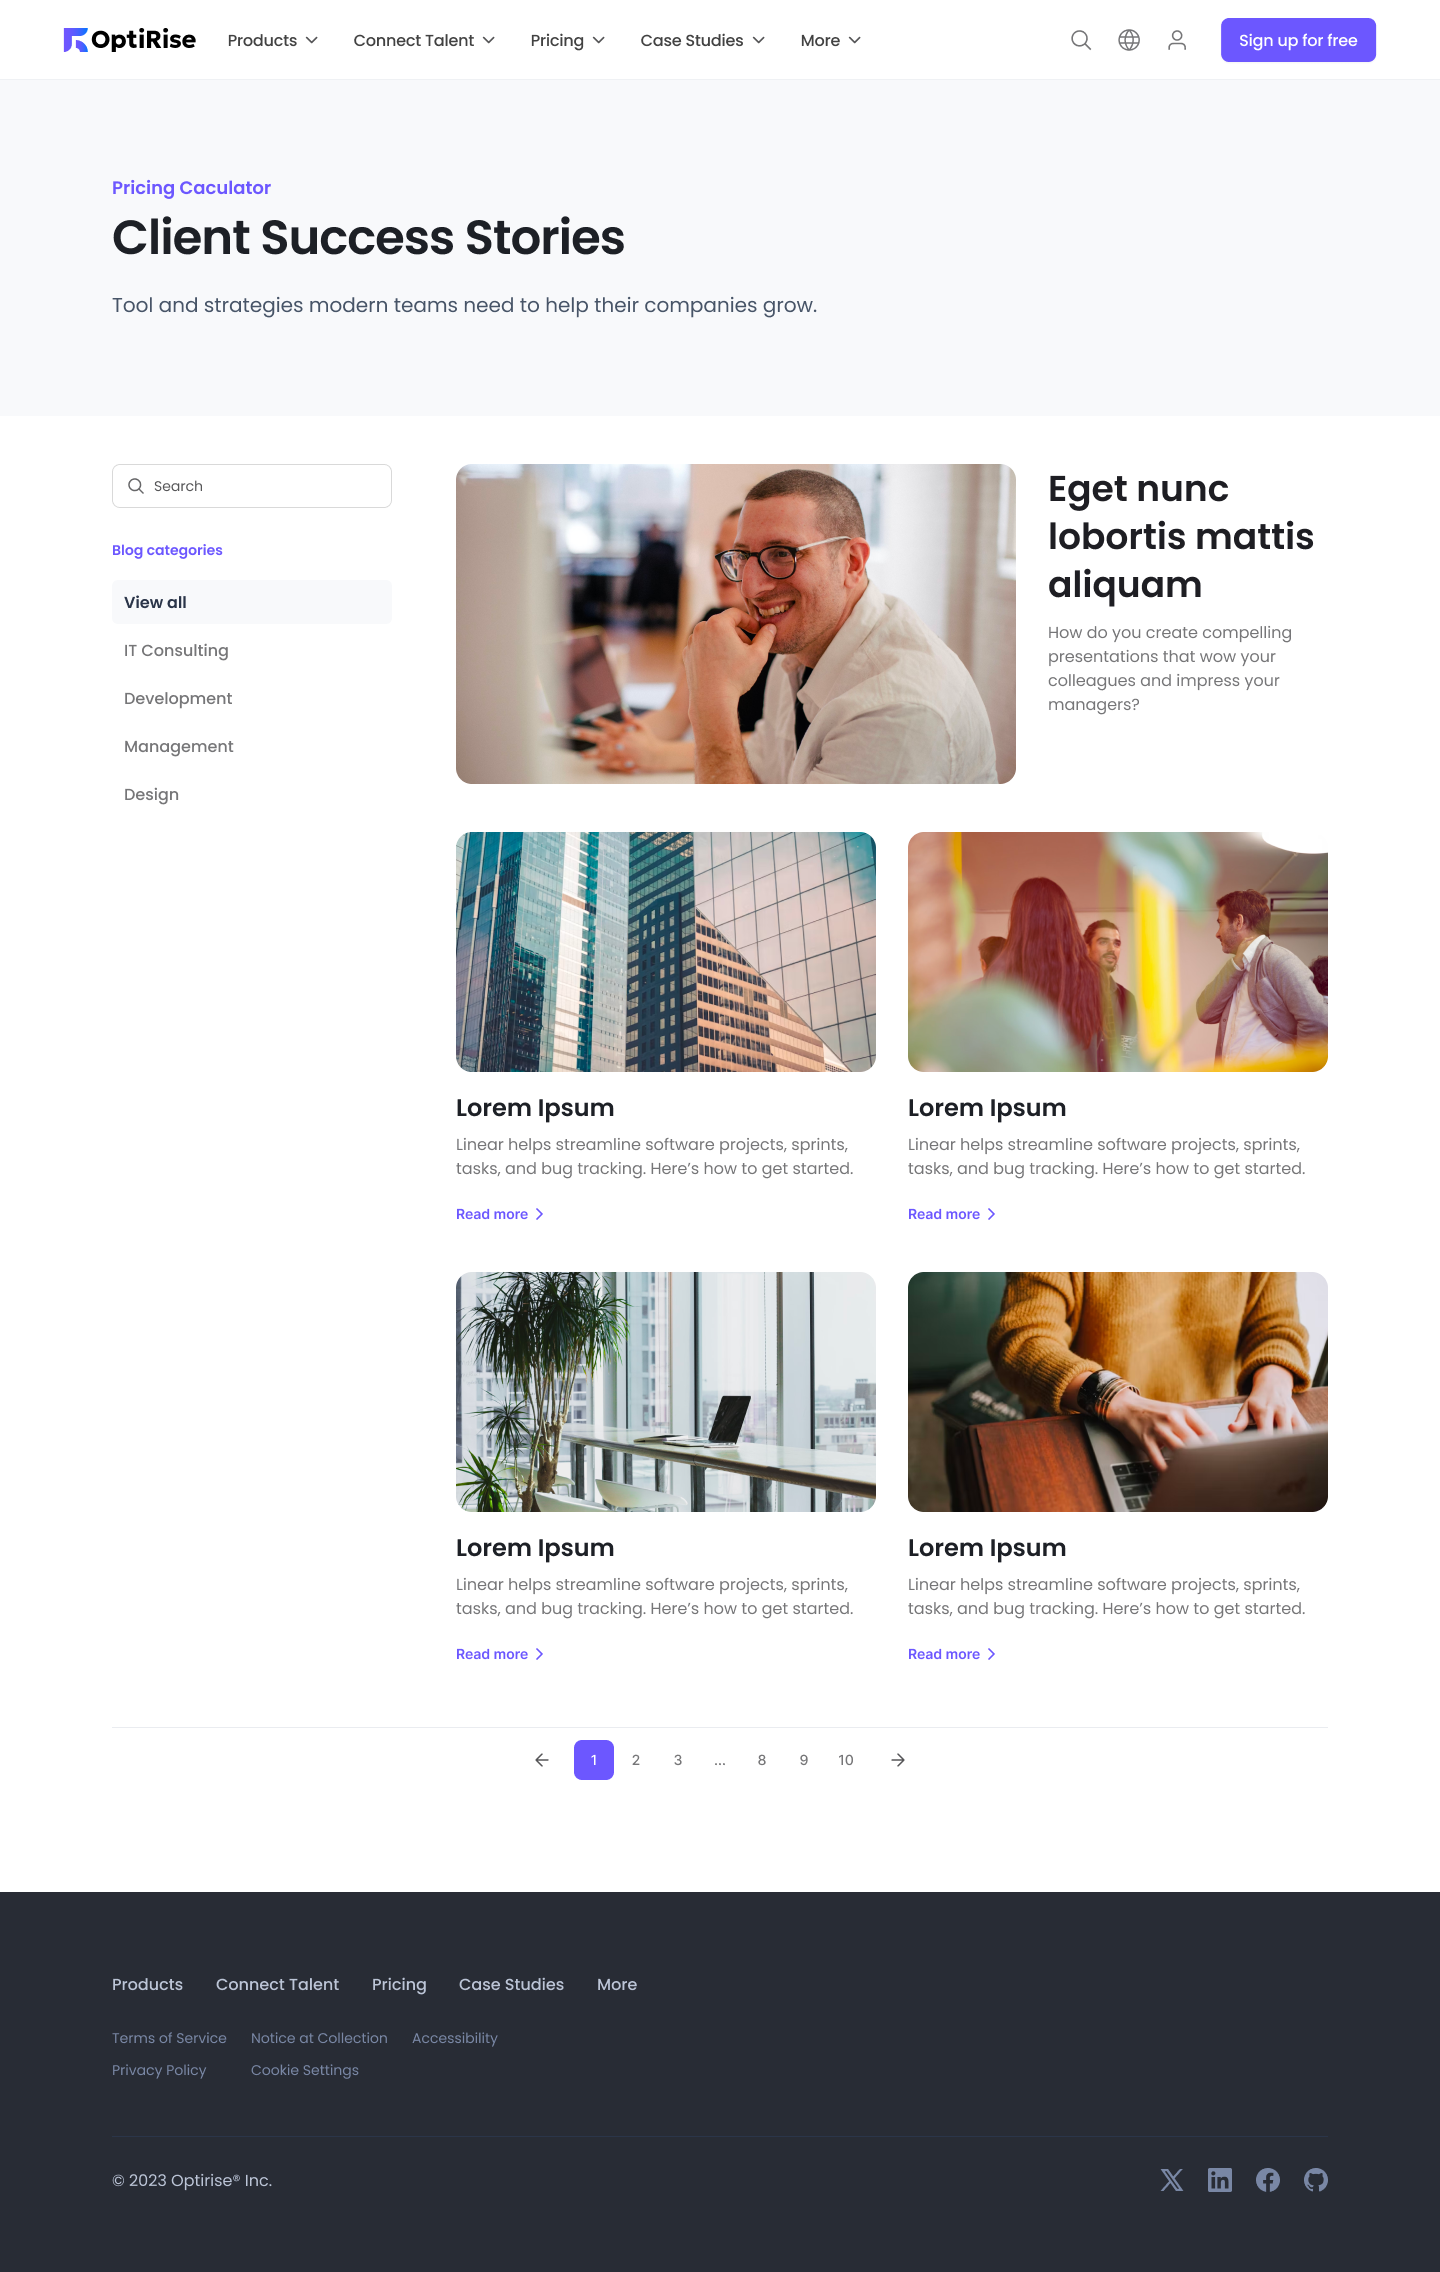 OptiRise
Products
Connect Talent
Pricing
Case Studies
More
Sign up for free
Pricing Caculator
Client Success Stories
Tool and strategies modern teams need to help their companies grow.
Search
Blog categories
View all
IT Consulting
Development
Management
Design
Eget nunc
lobortis mattis
aliquam
How do you create compelling
presentations that wow your
colleagues and impress your
managers?
Lorem Ipsum
Linear helps streamline software projects, sprints,
tasks, and bug tracking. Here’s how to get started.
Read more
Lorem Ipsum
Linear helps streamline software projects, sprints,
tasks, and bug tracking. Here’s how to get started.
Read more
Lorem Ipsum
Linear helps streamline software projects, sprints,
tasks, and bug tracking. Here’s how to get started.
Read more
Lorem Ipsum
Linear helps streamline software projects, sprints,
tasks, and bug tracking. Here’s how to get started.
Read more
1 2 3 ... 8 9 10
Products Connect Talent Pricing Case Studies More
Terms of Service Notice at Collection Accessibility
Privacy Policy Cookie Settings
© 2023 Optirise® Inc.